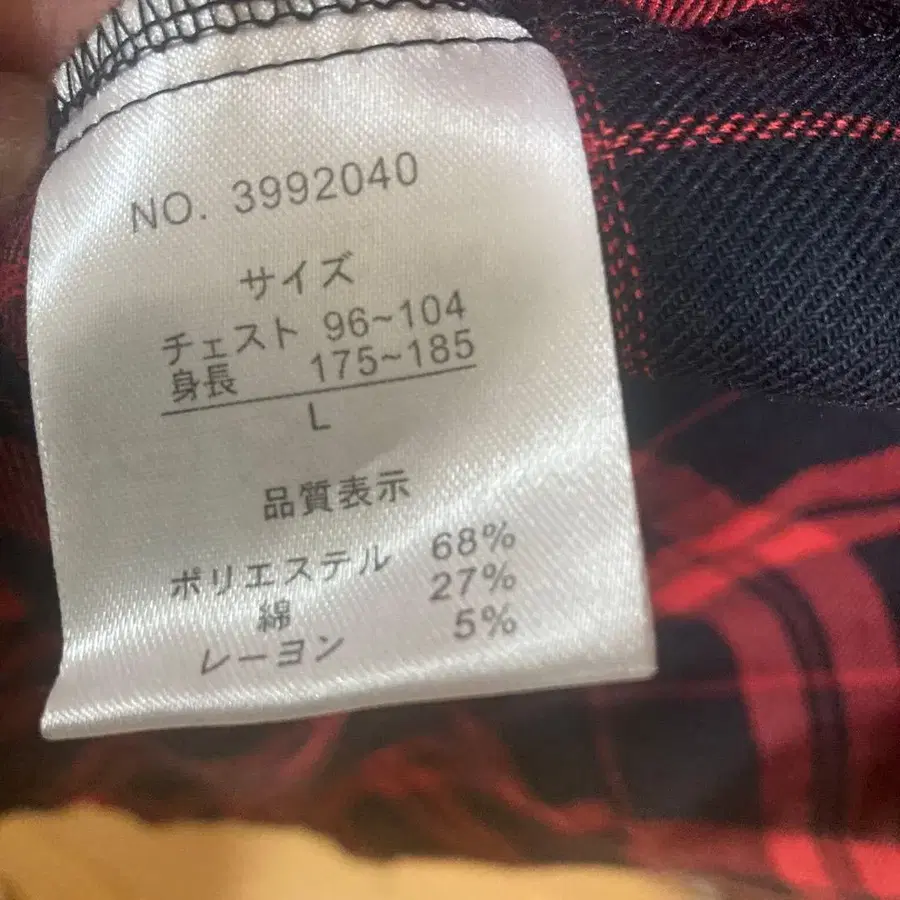 NO. 3992040
サイズ
チェスト 96~104
身長 175~185
L
品質表示
ポリエステル 68%
綿 27%
レーヨン 5%